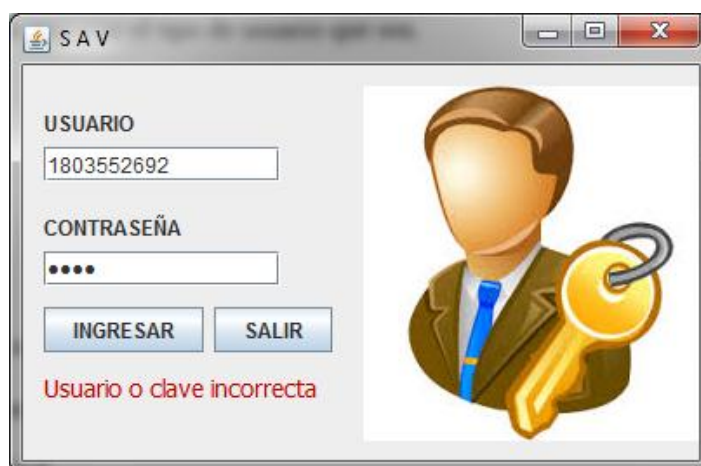 S A V
USUARIO
1803552692
CONTRASEÑA
••••
INGRESAR SALIR
Usuario o clave incorrecta